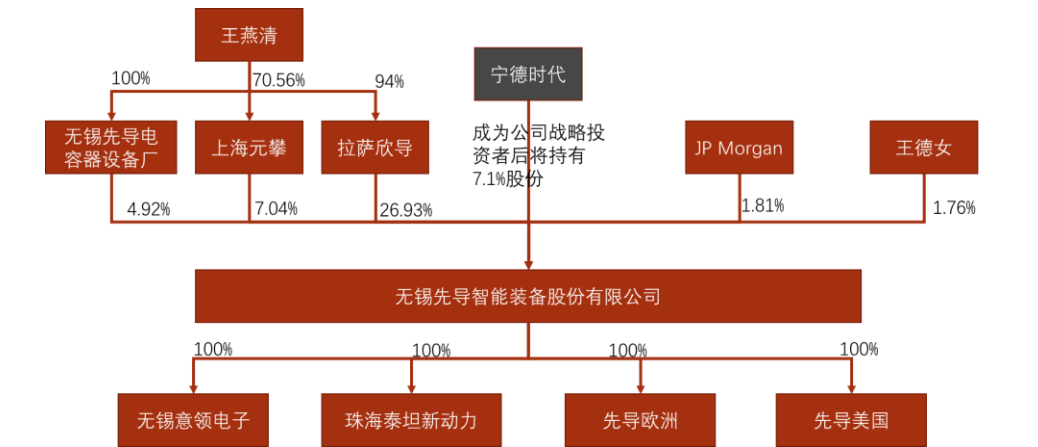 王燕清
宁德时代
100%
70.56%
94%
无锡先导电
容器设备厂
上海元攀
拉萨欣导
成为公司战略投
资者后将持有
7.1%股份
JP Morgan
王德女
4.92%
7.04%
26.93%
1.81%
1.76%
无锡先导智能装备股份有限公司
100%
100%
100%
100%
无锡意领电子
珠海泰坦新动力
先导欧洲
先导美国